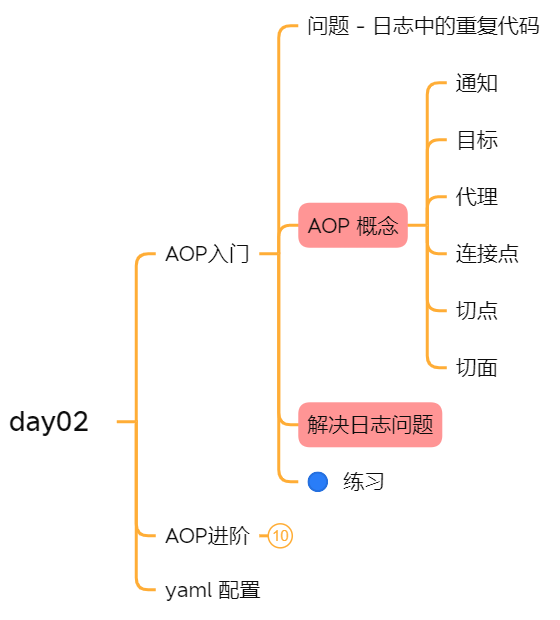 day02
AOP入门
问题 - 日志中的重复代码
AOP 概念
通知
目标
代理
连接点
切点
切面
解决日志问题
练习
AOP进阶
10
yaml 配置